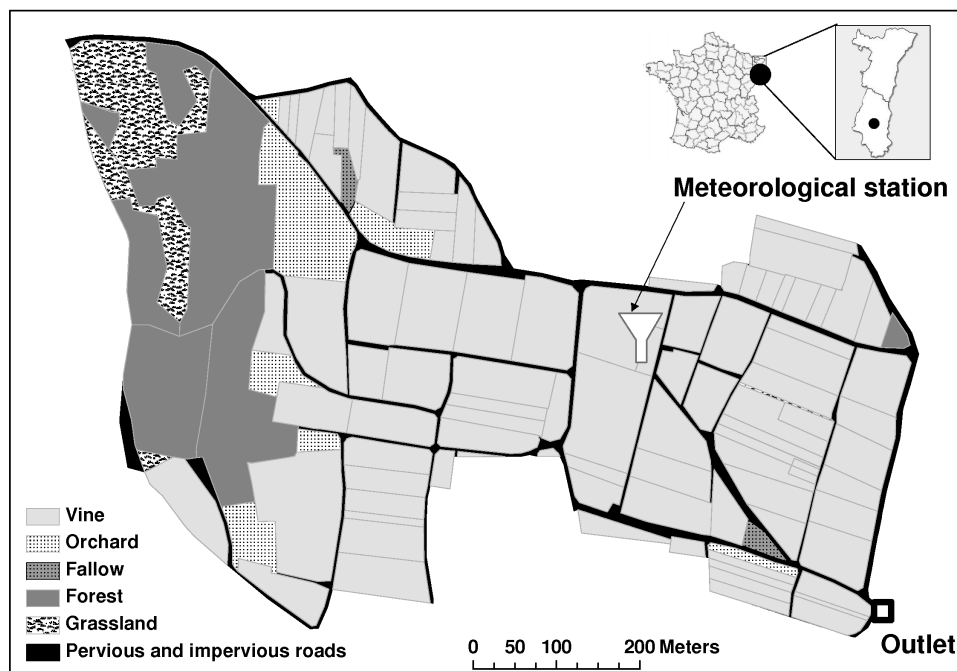 Meteorological station
Vine
Orchard
Fallow
Forest
Grassland
Pervious and impervious roads
0 50 100 200 Meters
Outlet